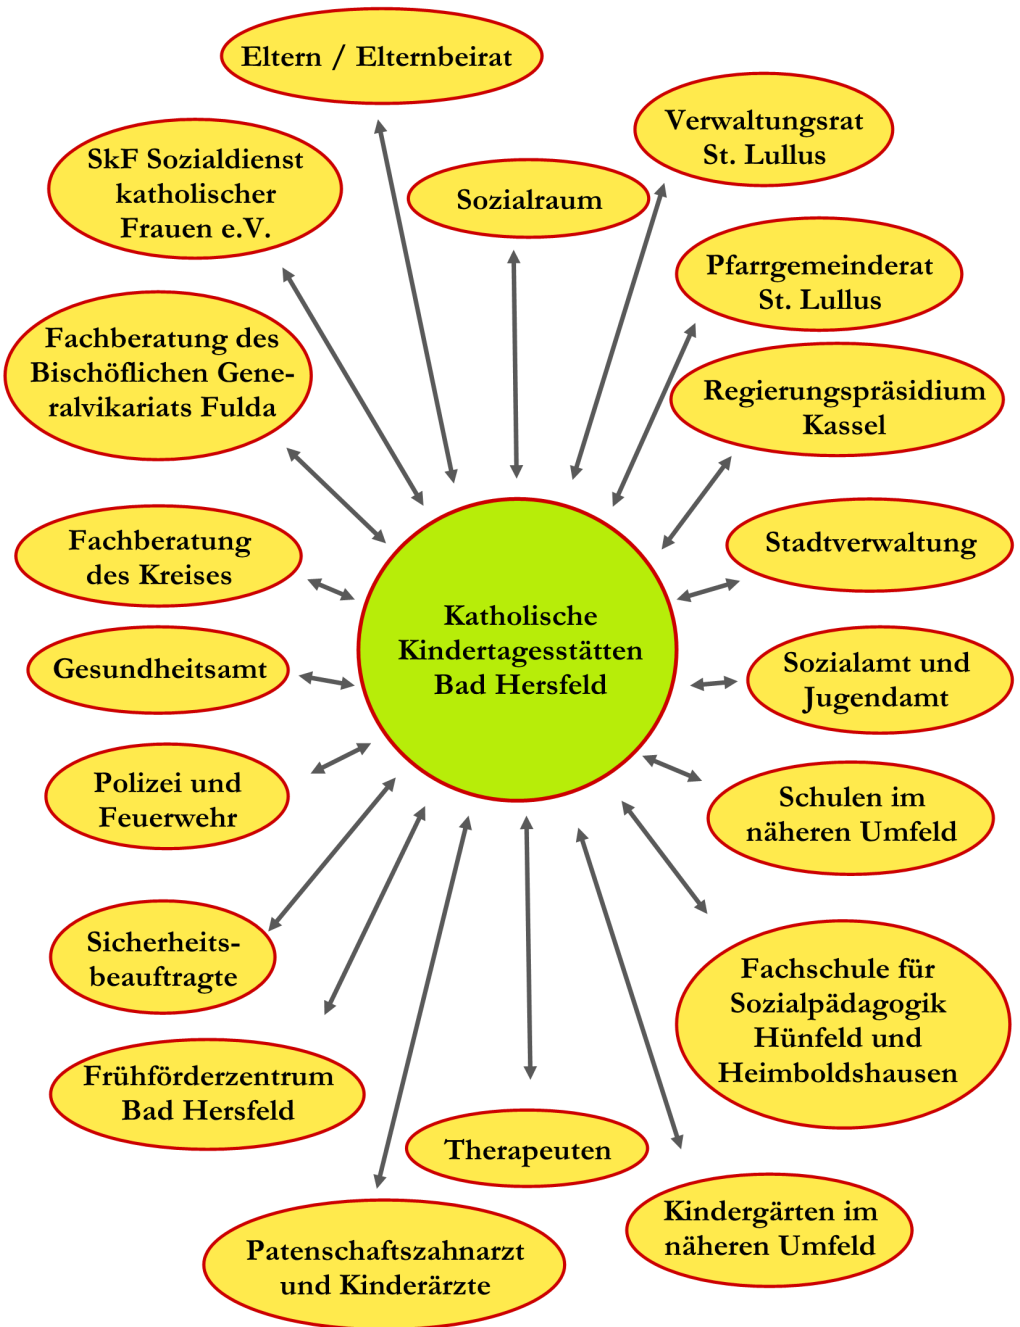 Eltern / Elternbeirat
Verwaltungsrat
St. Lullus
SkF Sozialdienst
katholischer
Frauen e.V.
Sozialraum
Pfarrgemeinderat
St. Lullus
Fachberatung des
Bischöflichen Gene-
ralvikariats Fulda
Regierungspräsidium
Kassel
Fachberatung
des Kreises
Stadtverwaltung
Katholische
Kindertagesstätten
Bad Hersfeld
Gesundheitsamt
Sozialamt und
Jugendamt
Polizei und
Feuerwehr
Schulen im
näheren Umfeld
Sicherheits-
beauftragte
Fachschule für
Sozialpädagogik
Hünfeld und
Heimboldshausen
Frühförderzentrum
Bad Hersfeld
Therapeuten
Kindergärten im
näheren Umfeld
Patenschaftszahnarzt
und Kinderärzte